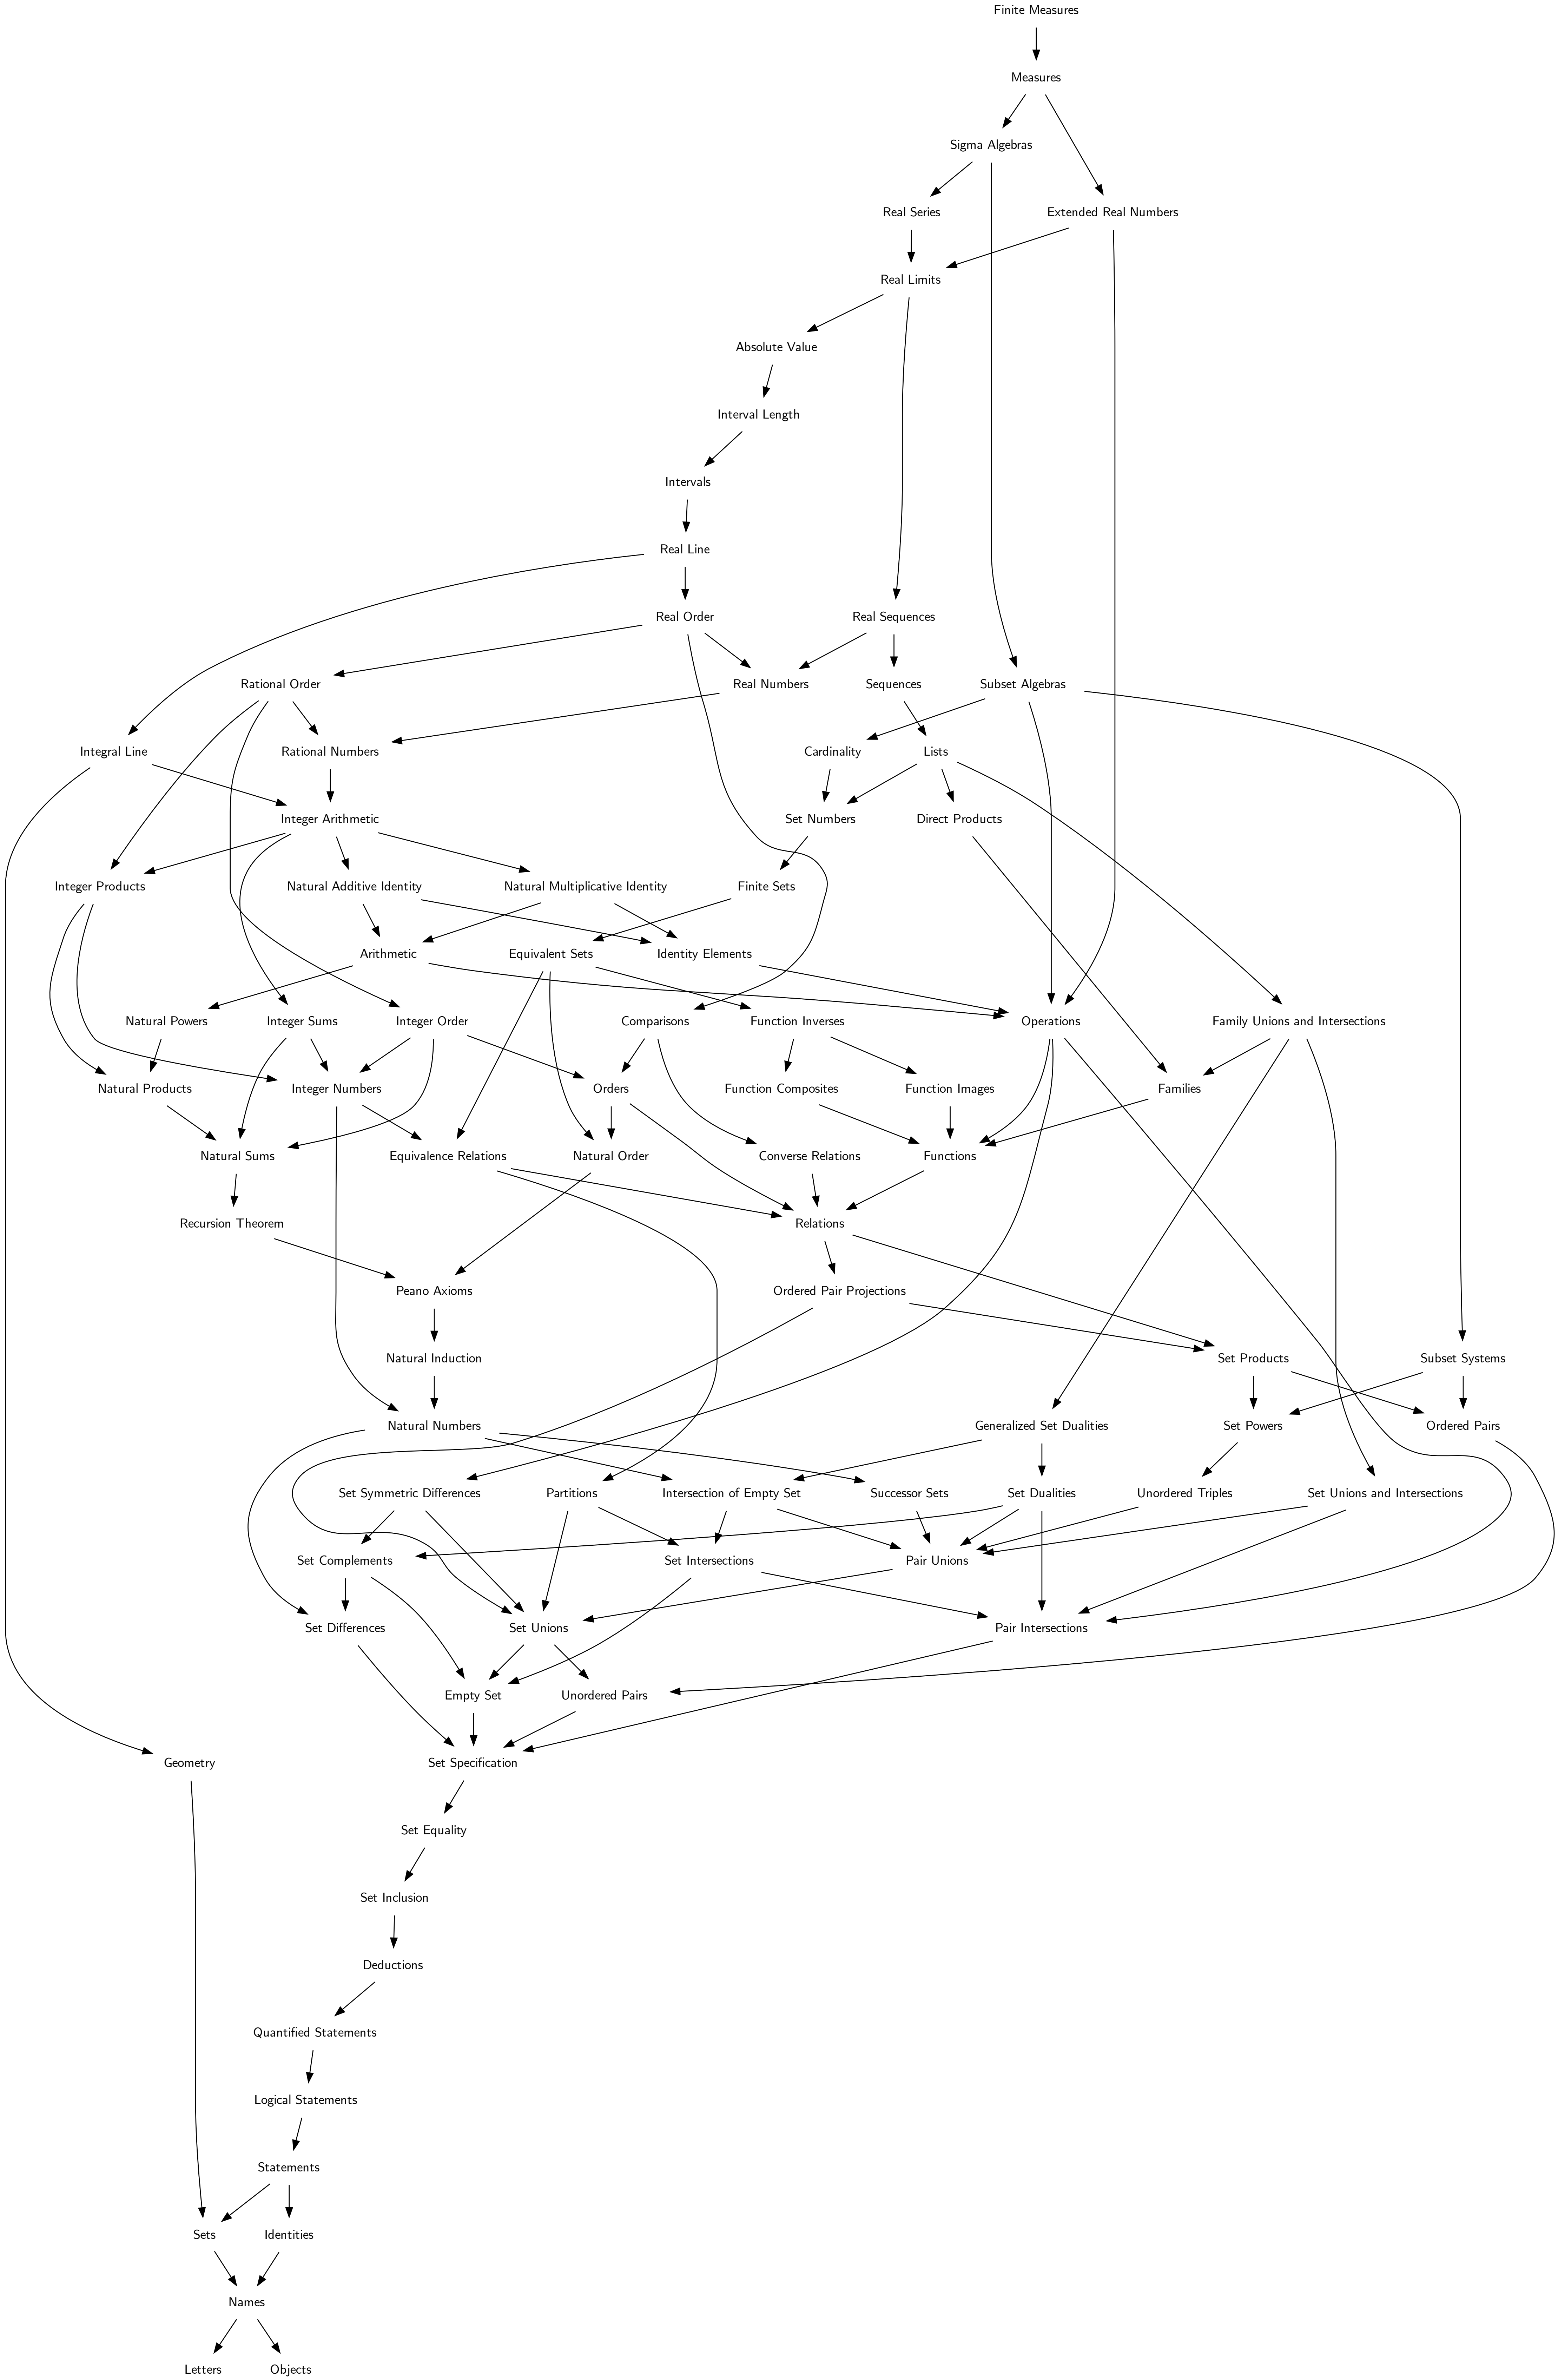 Finite Measures
Measures
Sigma Algebras
Real Series
Extended Real Numbers
Real Limits
Absolute Value
Interval Length
Intervals
Real Line
Real Order
Real Sequences
Rational Order
Real Numbers
Sequences
Subset Algebras
Integral Line
Rational Numbers
Cardinality
Lists
Integer Arithmetic
Set Numbers
Direct Products
Integer Products
Natural Additive Identity
Natural Multiplicative Identity
Finite Sets
Arithmetic
Equivalent Sets
Identity Elements
Natural Powers
Integer Sums
Integer Order
Comparisons
Function Inverses
Operations
Family Unions and Intersections
Natural Products
Integer Numbers
Orders
Function Composites
Function Images
Families
Natural Sums
Equivalence Relations
Natural Order
Converse Relations
Functions
Recursion Theorem
Relations
Peano Axioms
Ordered Pair Projections
Natural Induction
Set Products
Subset Systems
Natural Numbers
Generalized Set Dualities
Set Powers
Ordered Pairs
Set Symmetric Differences
Partitions
Intersection of Empty Set
Successor Sets
Set Dualities
Unordered Triples
Set Unions and Intersections
Set Complements
Set Intersections
Pair Unions
Set Differences
Set Unions
Pair Intersections
Empty Set
Unordered Pairs
Geometry
Set Specification
Set Equality
Set Inclusion
Deductions
Quantified Statements
Logical Statements
Statements
Sets
Identities
Names
Letters
Objects